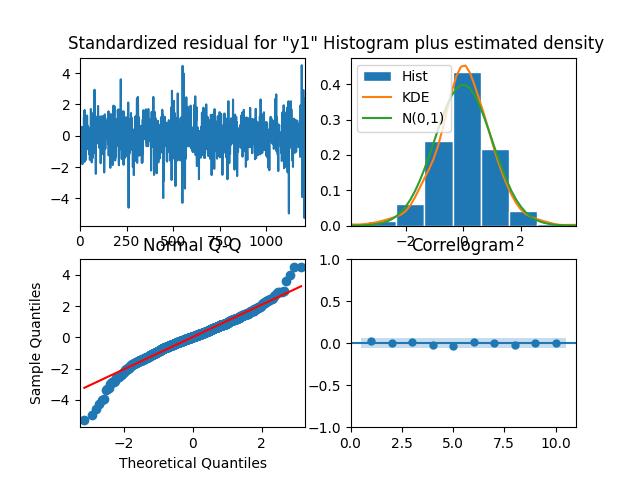 Standardized residual for "y1"
4
2
0
−2
−4
0 250 500 750 1000
Histogram plus estimated density
Hist
KDE
N(0,1)
0.4
0.3
0.2
0.1
0.0
−2 0 2
Normal Q-Q
Sample Quantiles
4
2
0
−2
−4
−2 0 2
Theoretical Quantiles
Correlogram
1.0
0.5
0.0
−0.5
−1.0
0.0 2.5 5.0 7.5 10.0